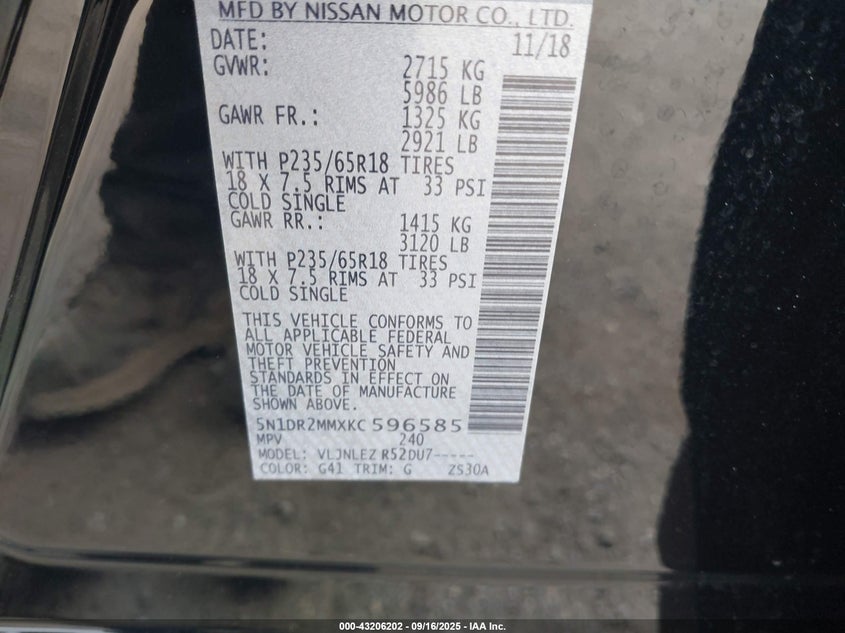 MFD BY NISSAN MOTOR CO., LTD.
DATE: 11/18
GVWR: 2715 KG
5986 LB
GAWR FR.: 1325 KG
2921 LB
WITH P235/65R18 TIRES
18 X 7.5 RIMS AT 33 PSI
COLD SINGLE
GAWR RR.: 1415 KG
3120 LB
WITH P235/65R18 TIRES
18 X 7.5 RIMS AT 33 PSI
COLD SINGLE
THIS VEHICLE CONFORMS TO
ALL APPLICABLE FEDERAL
MOTOR VEHICLE SAFETY AND
THEFT PREVENTION
STANDARDS IN EFFECT ON
THE DATE OF MANUFACTURE
SHOWN ABOVE.
5N1DR2MMXKC596585
MPV 240
MODEL: VLJNLEZ R52DU7-----
COLOR: G41 TRIM: G ZS30A
000-43206202 - 09/16/2025 - IAA Inc.